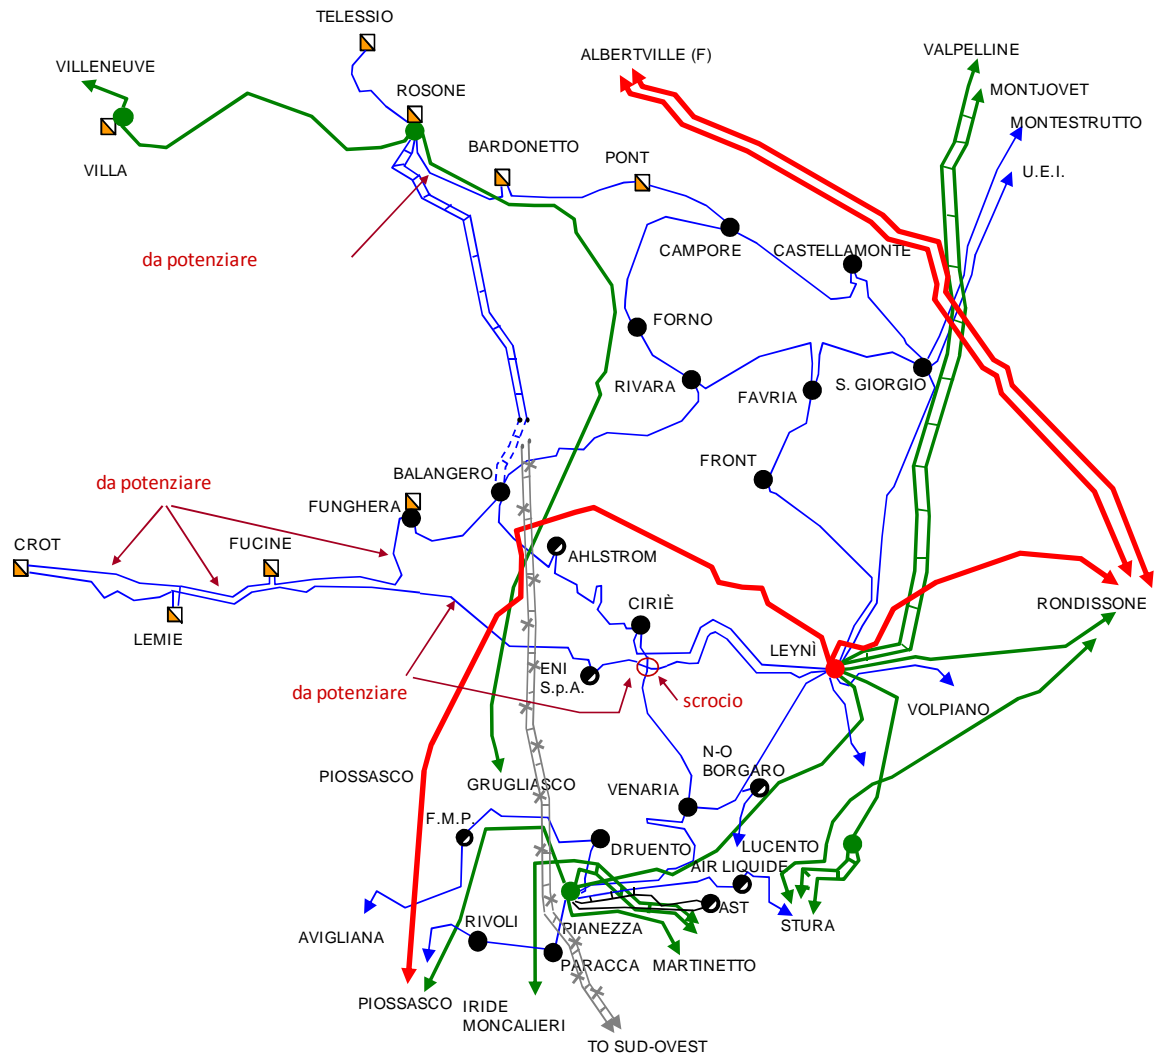 TELESSIO
VILLENEUVE
ALBERTVILLE (F)
VALPELLINE
ROSONE
MONTJOVET
MONTESTRUTTO
BARDONETTO
PONT
VILLA
U.E.I.
da potenziare
CAMPORE
CASTELLAMONTE
FORNO
RIVARA
FAVRIA
S. GIORGIO
FRONT
BALANGERO
da potenziare
FUNGHERA
CROT
FUCINE
AHLSTROM
CIRIÈ
RONDISSONE
LEMIE
LEYNÌ
ENI
S.p.A.
da potenziare
scrocio
VOLPIANO
N-O
BORGARO
PIOSSASCO
GRUGLIASCO
VENARIA
F.M.P.
DRUENTO
LUCENTO
AIR LIQUIDE
AST
RIVOLI
PIANEZZA
STURA
AVIGLIANA
PARACCA
MARTINETTO
PIOSSASCO
IRIDE
MONCALIERI
TO SUD-OVEST